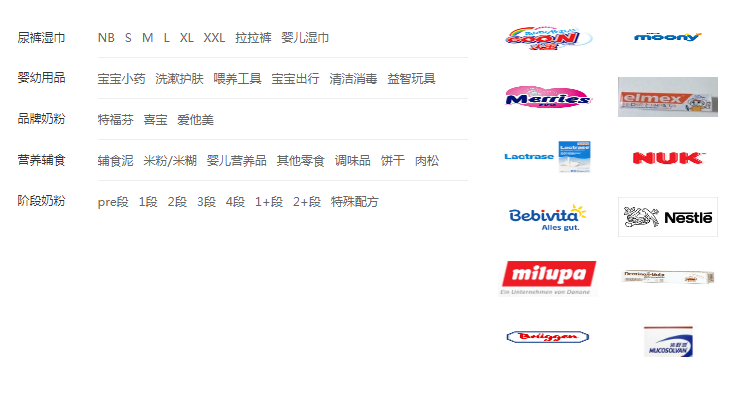 尿裤湿巾 NB S M L XL XXL 拉拉裤 婴儿湿巾
婴幼用品 宝宝小药 洗漱护肤 喂养工具 宝宝出行 清洁消毒 益智玩具
品牌奶粉 特福芬 喜宝 爱他美
营养辅食 辅食泥 米粉/米糊 婴儿营养品 其他零食 调味品 饼干 肉松
阶段奶粉 pre段 1段 2段 3段 4段 1+段 2+段 特殊配方
GOO.N
moony
Merries
elmex
Lactrase
Lactrase
NUK
Bebivita
Alles gut.
Nestlé
milupa
Ein Unternehmen von Danone
Brüggen
MUCOSOLVAN